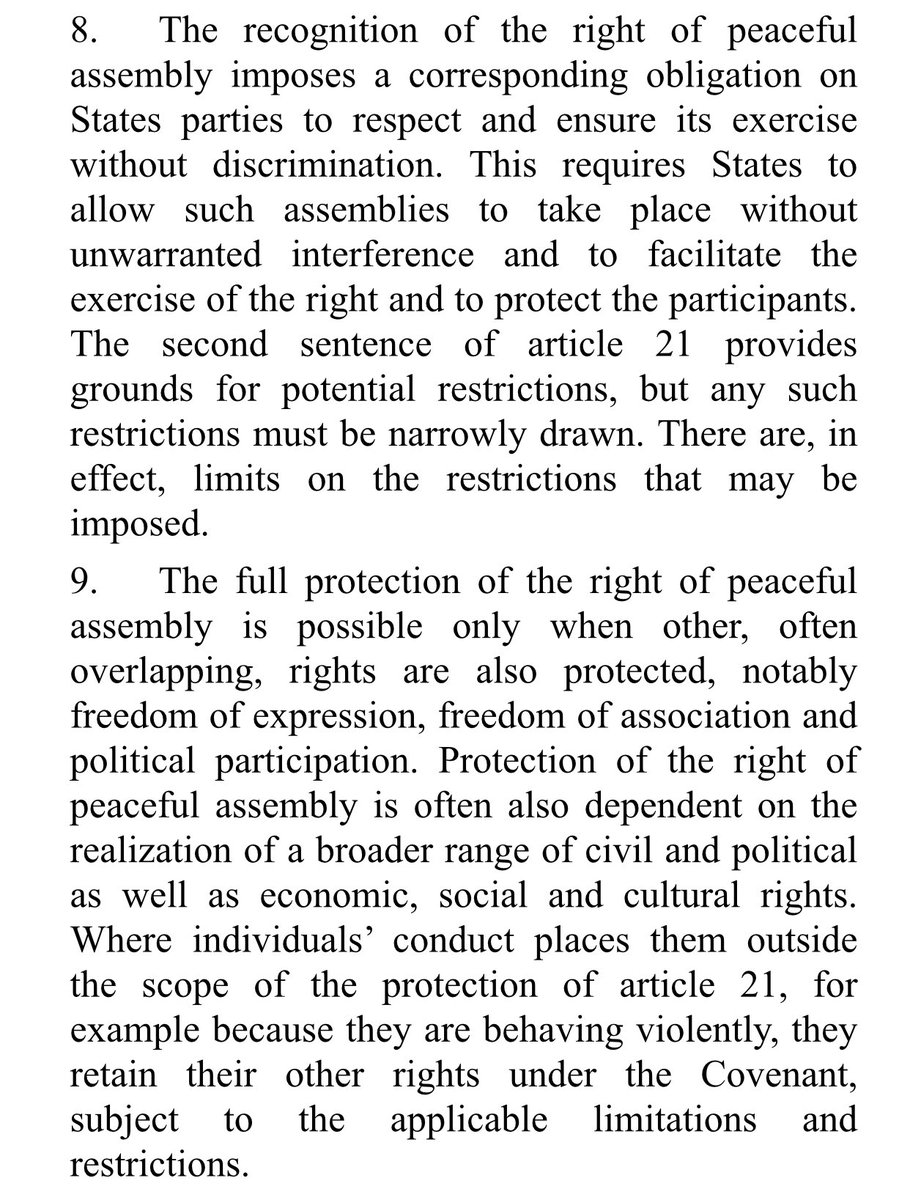 8. The recognition of the right of peaceful
assembly imposes a corresponding obligation on
States parties to respect and ensure its exercise
without discrimination. This requires States to
allow such assemblies to take place without
unwarranted interference and to facilitate the
exercise of the right and to protect the participants.
The second sentence of article 21 provides
grounds for potential restrictions, but any such
restrictions must be narrowly drawn. There are, in
effect, limits on the restrictions that may be
imposed.
9. The full protection of the right of peaceful
assembly is possible only when other, often
overlapping, rights are also protected, notably
freedom of expression, freedom of association and
political participation. Protection of the right of
peaceful assembly is often also dependent on the
realization of a broader range of civil and political
as well as economic, social and cultural rights.
Where individuals’ conduct places them outside
the scope of the protection of article 21, for
example because they are behaving violently, they
retain their other rights under the Covenant,
subject to the applicable limitations and
restrictions.